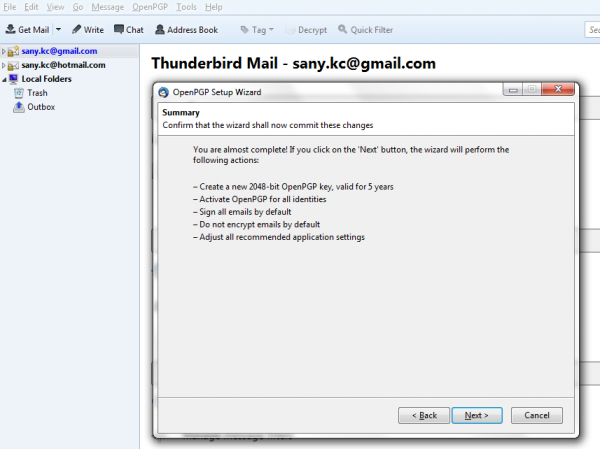 File Edit View Go Message OpenPGP Tools Help
Get Mail Write Chat Address Book Tag Decrypt Quick Filter
sany.kc@gmail.com
sany.kc@hotmail.com
Local Folders
Trash
Outbox
Thunderbird Mail - sany.kc@gmail.com
OpenPGP Setup Wizard
Summary
Confirm that the wizard shall now commit these changes
You are almost complete! If you click on the 'Next' button, the wizard will perform the
following actions:
– Create a new 2048-bit OpenPGP key, valid for 5 years
– Activate OpenPGP for all identities
– Sign all emails by default
– Do not encrypt emails by default
– Adjust all recommended application settings
< Back Next > Cancel